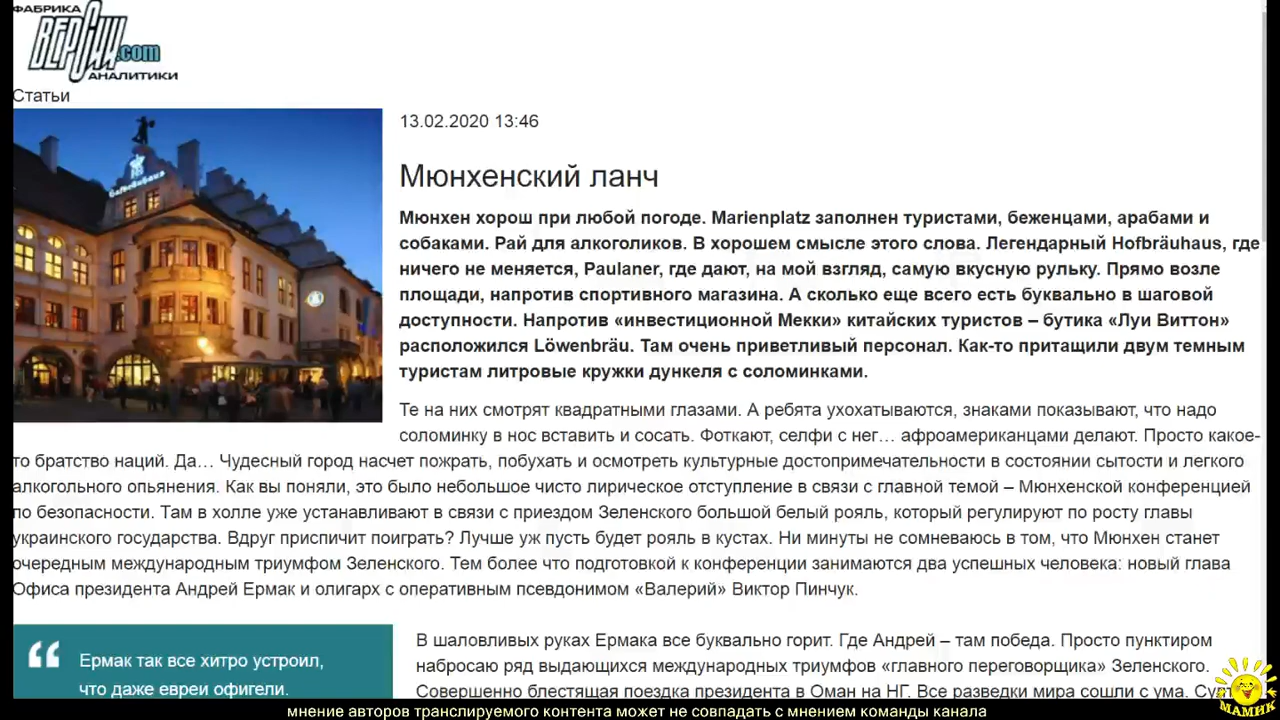 ФАБРИКА
ВЕРСИИ.com
АНАЛИТИКИ
Статьи
Hofbräuhaus
13.02.2020 13:46
Мюнхенский ланч
Мюнхен хорош при любой погоде. Marienplatz заполнен туристами, беженцами, арабами и
собаками. Рай для алкоголиков. В хорошем смысле этого слова. Легендарный Hofbräuhaus, где
ничего не меняется, Paulaner, где дают, на мой взгляд, самую вкусную рульку. Прямо возле
площади, напротив спортивного магазина. А сколько еще всего есть буквально в шаговой
доступности. Напротив «инвестиционной Мекки» китайских туристов – бутика «Луи Виттон»
расположился Löwenbräu. Там очень приветливый персонал. Как-то притащили двум темным
туристам литровые кружки дункеля с соломинками.
Те на них смотрят квадратными глазами. А ребята ухохатываются, знаками показывают, что надо
соломинку в нос вставить и сосать. Фоткают, селфи с нег… афроамериканцами делают. Просто какое-
то братство наций. Да… Чудесный город насчет пожрать, побухать и осмотреть культурные достопримечательности в состоянии сытости и легкого
алкогольного опьянения. Как вы поняли, это было небольшое чисто лирическое отступление в связи с главной темой – Мюнхенской конференцией
по безопасности. Там в холле уже устанавливают в связи с приездом Зеленского большой белый рояль, который регулируют по росту главы
украинского государства. Вдруг приспичит поиграть? Лучше уж пусть будет рояль в кустах. Ни минуты не сомневаюсь в том, что Мюнхен станет
очередным международным триумфом Зеленского. Тем более что подготовкой к конференции занимаются два успешных человека: новый глава
Офиса президента Андрей Ермак и олигарх с оперативным псевдонимом «Валерий» Виктор Пинчук.
“ Ермак так все хитро устроил,
что даже евреи офигели.
В шаловливых руках Ермака все буквально горит. Где Андрей – там победа. Просто пунктиром
набросаю ряд выдающихся международных триумфов «главного переговорщика» Зеленского.
Совершенно блестящая поездка президента в Оман на НГ. Все разведки мира сошли с ума.
МАМИК
мнение авторов транслируемого контента может не совпадать с мнением команды канала